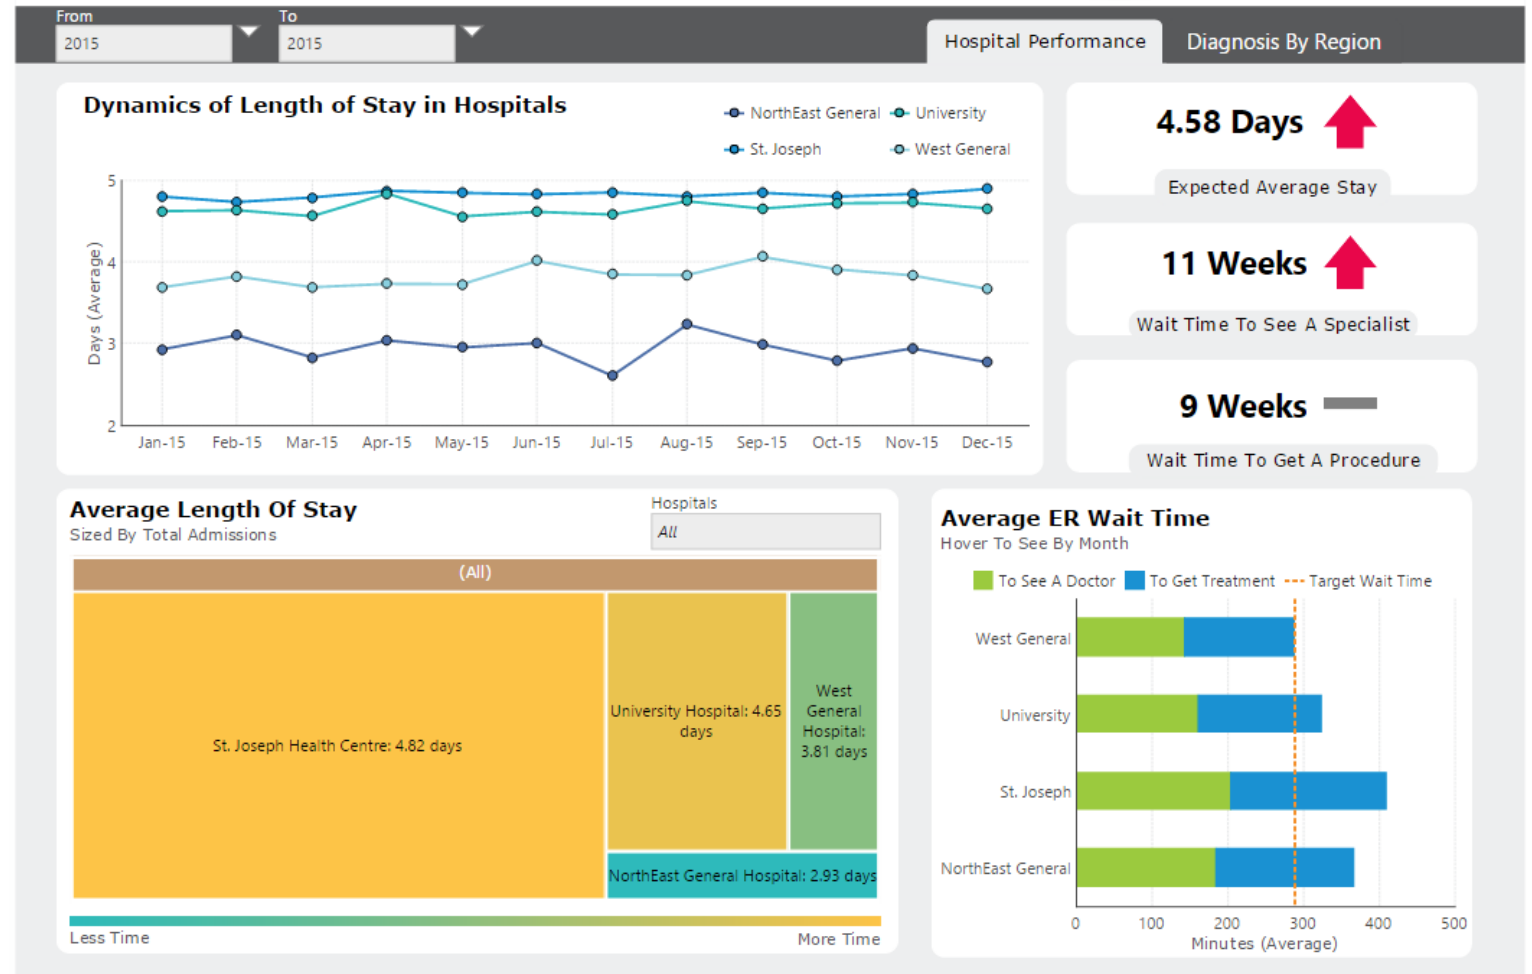 From
To
2015
2015
Hospital Performance
Diagnosis By Region
Dynamics of Length of Stay in Hospitals
NorthEast General
University
St. Joseph
West General
5
4
3
2
Days (Average)
Jan-15
Feb-15
Mar-15
Apr-15
May-15
Jun-15
Jul-15
Aug-15
Sep-15
Oct-15
Nov-15
Dec-15
4.58 Days
Expected Average Stay
11 Weeks
Wait Time To See A Specialist
9 Weeks
Wait Time To Get A Procedure
Average Length Of Stay
Sized By Total Admissions
Hospitals
All
(All)
St. Joseph Health Centre: 4.82 days
University Hospital: 4.65
days
West
General
Hospital:
3.81 days
NorthEast General Hospital: 2.93 days
Less Time
More Time
Average ER Wait Time
Hover To See By Month
To See A Doctor
To Get Treatment
Target Wait Time
West General
University
St. Joseph
NorthEast General
0
100
200
300
400
500
Minutes (Average)